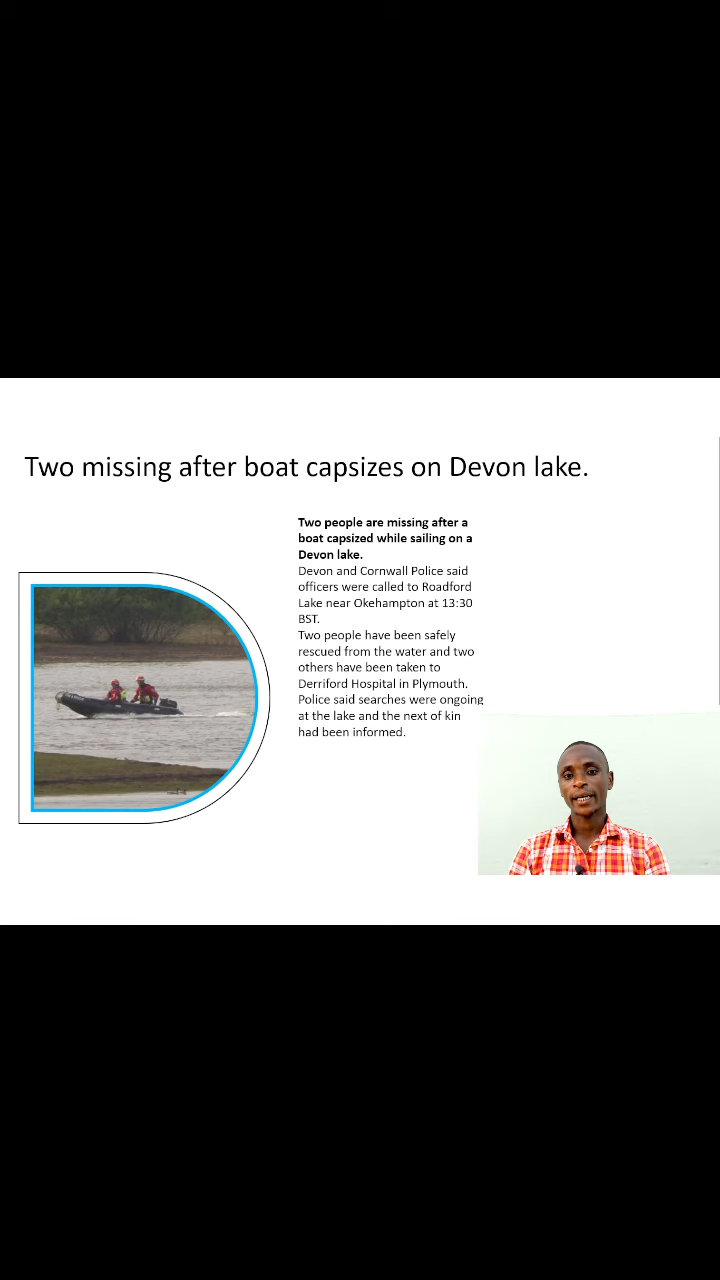 Two missing after boat capsizes on Devon lake.
Two people are missing after a
boat capsized while sailing on a
Devon lake.
Devon and Cornwall Police said
officers were called to Roadford
Lake near Okehampton at 13:30
BST.
Two people have been safely
rescued from the water and two
others have been taken to
Derriford Hospital in Plymouth.
Police said searches were ongoing
at the lake and the next of kin
had been informed.